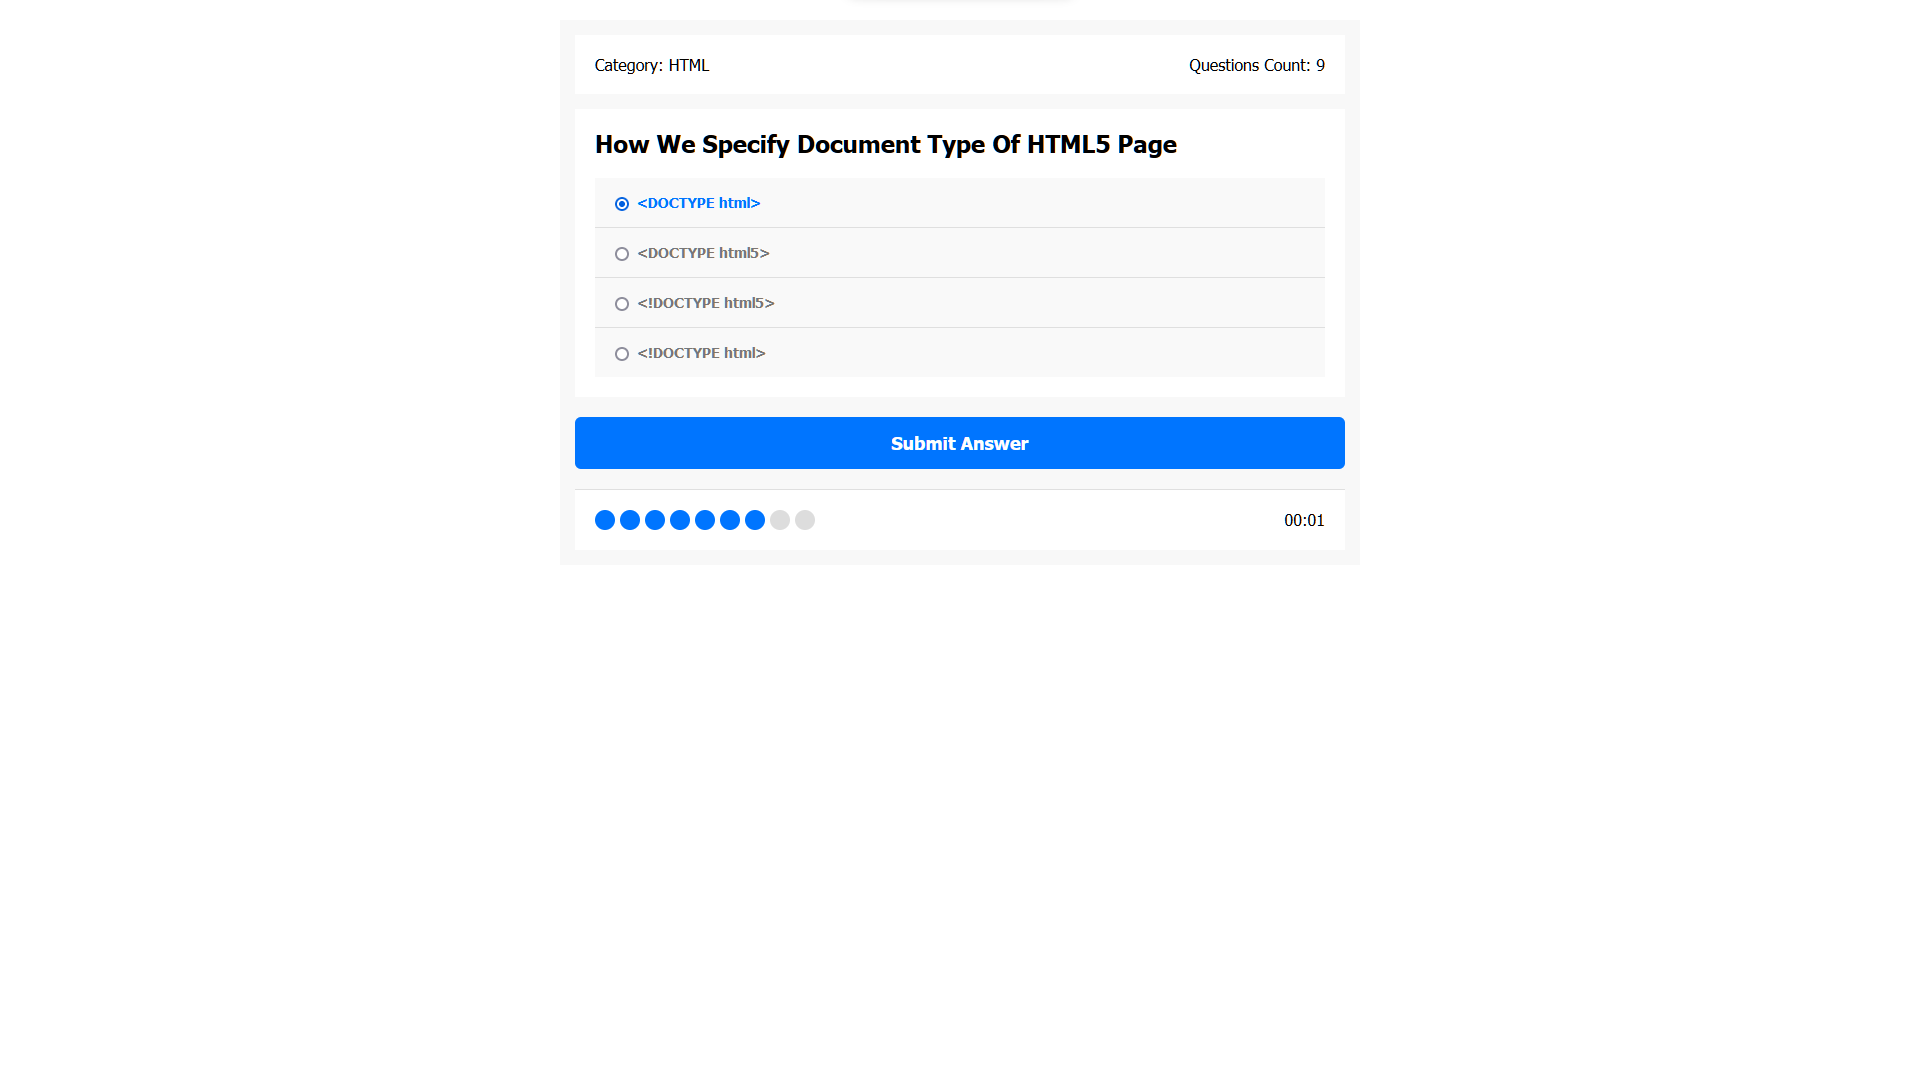 Category: HTML
Questions Count: 9
How We Specify Document Type Of HTML5 Page
<DOCTYPE html>
<DOCTYPE html5>
<!DOCTYPE html5>
<!DOCTYPE html>
Submit Answer
00:01